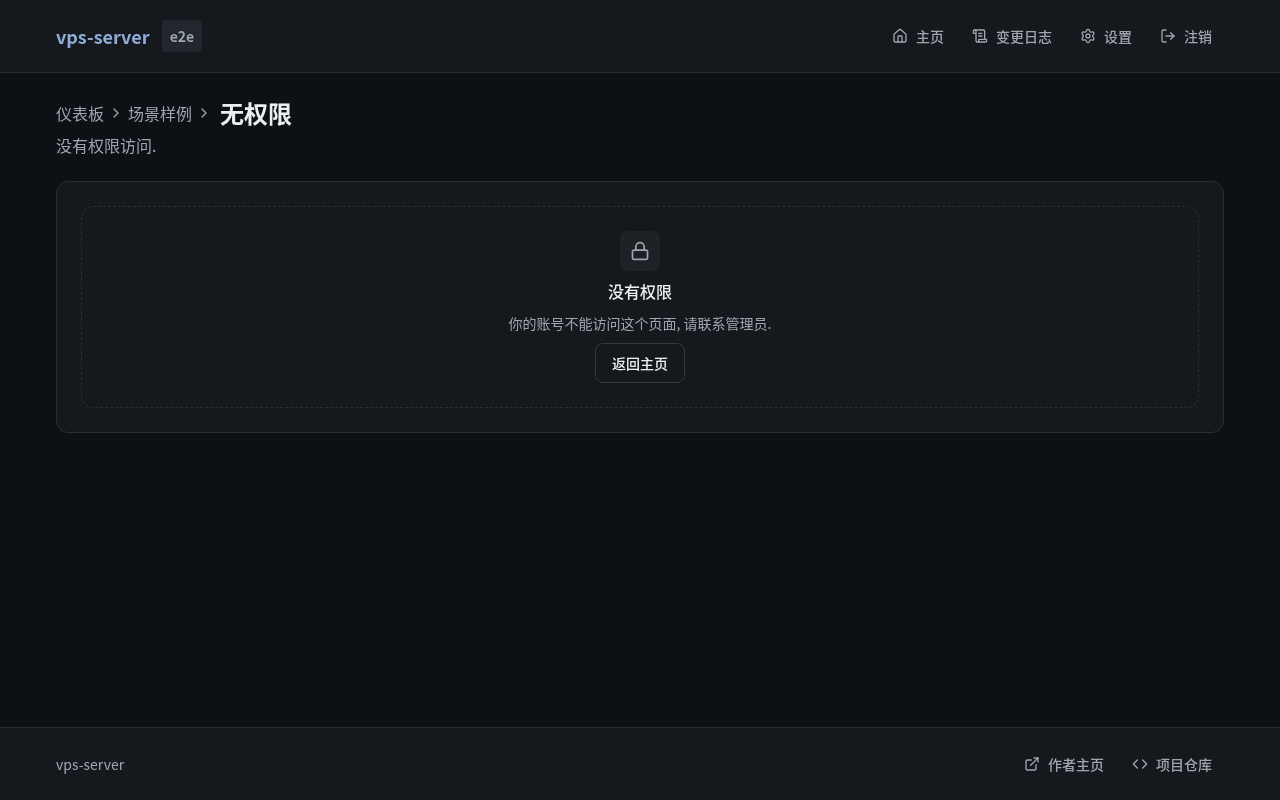 vps-server e2e 主页 变更日志 设置 注销
仪表板 场景样例 无权限
没有权限访问.
没有权限
你的账号不能访问这个页面, 请联系管理员.
返回主页
vps-server 作者主页 项目仓库